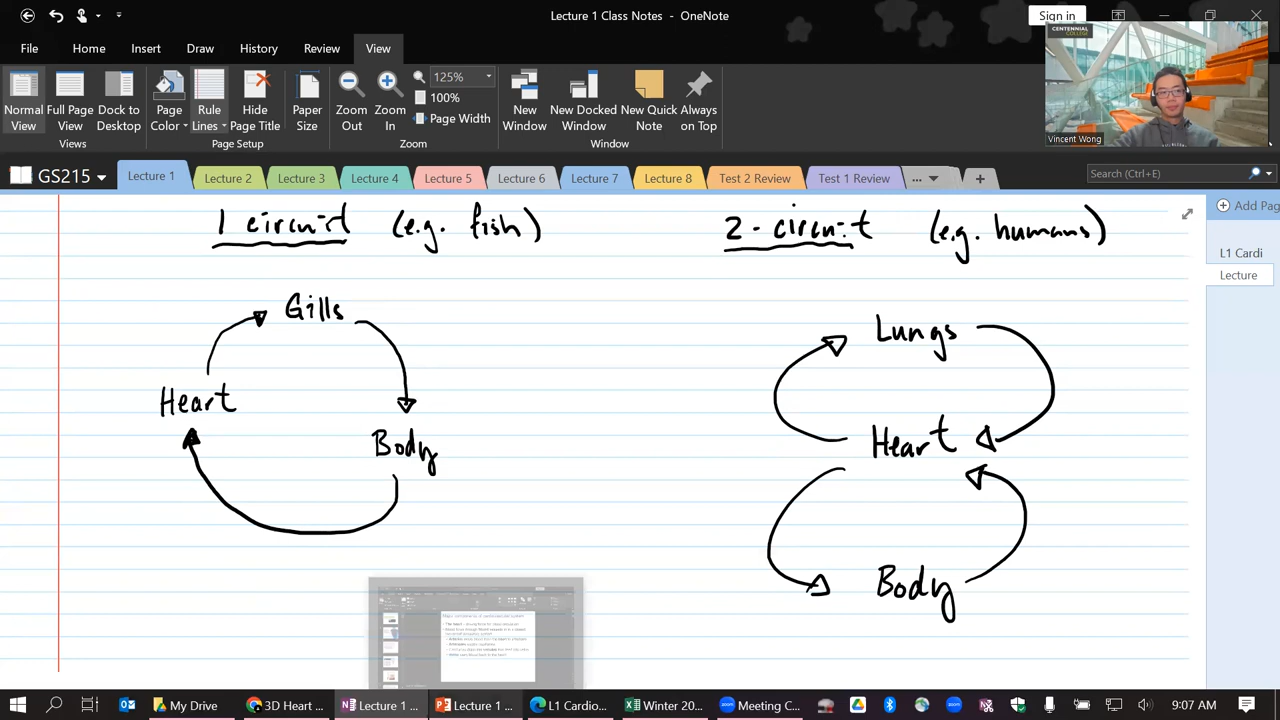 Lecture 1 Class Notes - OneNote
Sign in
File Home Insert Draw History Review View
Normal View
Full Page View
Dock to Desktop
Page Color
Rule Lines
Hide Page Title
Paper Size
Zoom Out
Zoom In
125%
100%
Page Width
New Window
New Docked Window
New Quick Note
Always on Top
Views
Page Setup
Zoom
Window
CENTENNIAL COLLEGE
Vincent Wong
GS215
Lecture 1 Lecture 2 Lecture 3 Lecture 4 Lecture 5 Lecture 6 Lecture 7 Lecture 8 Test 2 Review Test 1 Review ...
Search (Ctrl+E)
Add Pag
L1 Cardi
Lecture
1 circuit (e.g. fish)
2-circuit (e.g. humans)
Gills
Heart
Body
Lungs
Heart
Body
My Drive
3D Heart ...
Lecture 1 ...
Lecture 1 ...
Cardio...
Winter 20...
Meeting C...
9:07 AM